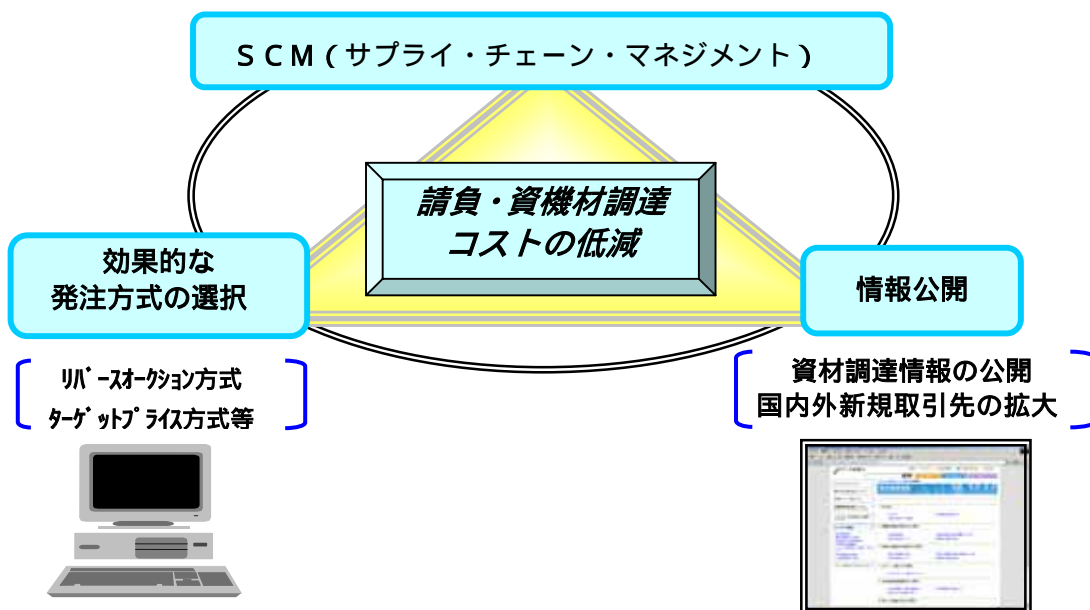 ＳＣＭ（サプライ・チェーン・マネジメント）
請負・資機材調達
コストの低減
効果的な
発注方式の選択
情報公開
ﾘﾊﾞｰｽｵｰｸｼｮﾝ方式
ﾀｰｹﾞｯﾄﾌﾟﾗｲｽ方式等
資材調達情報の公開
国内外新規取引先の拡大